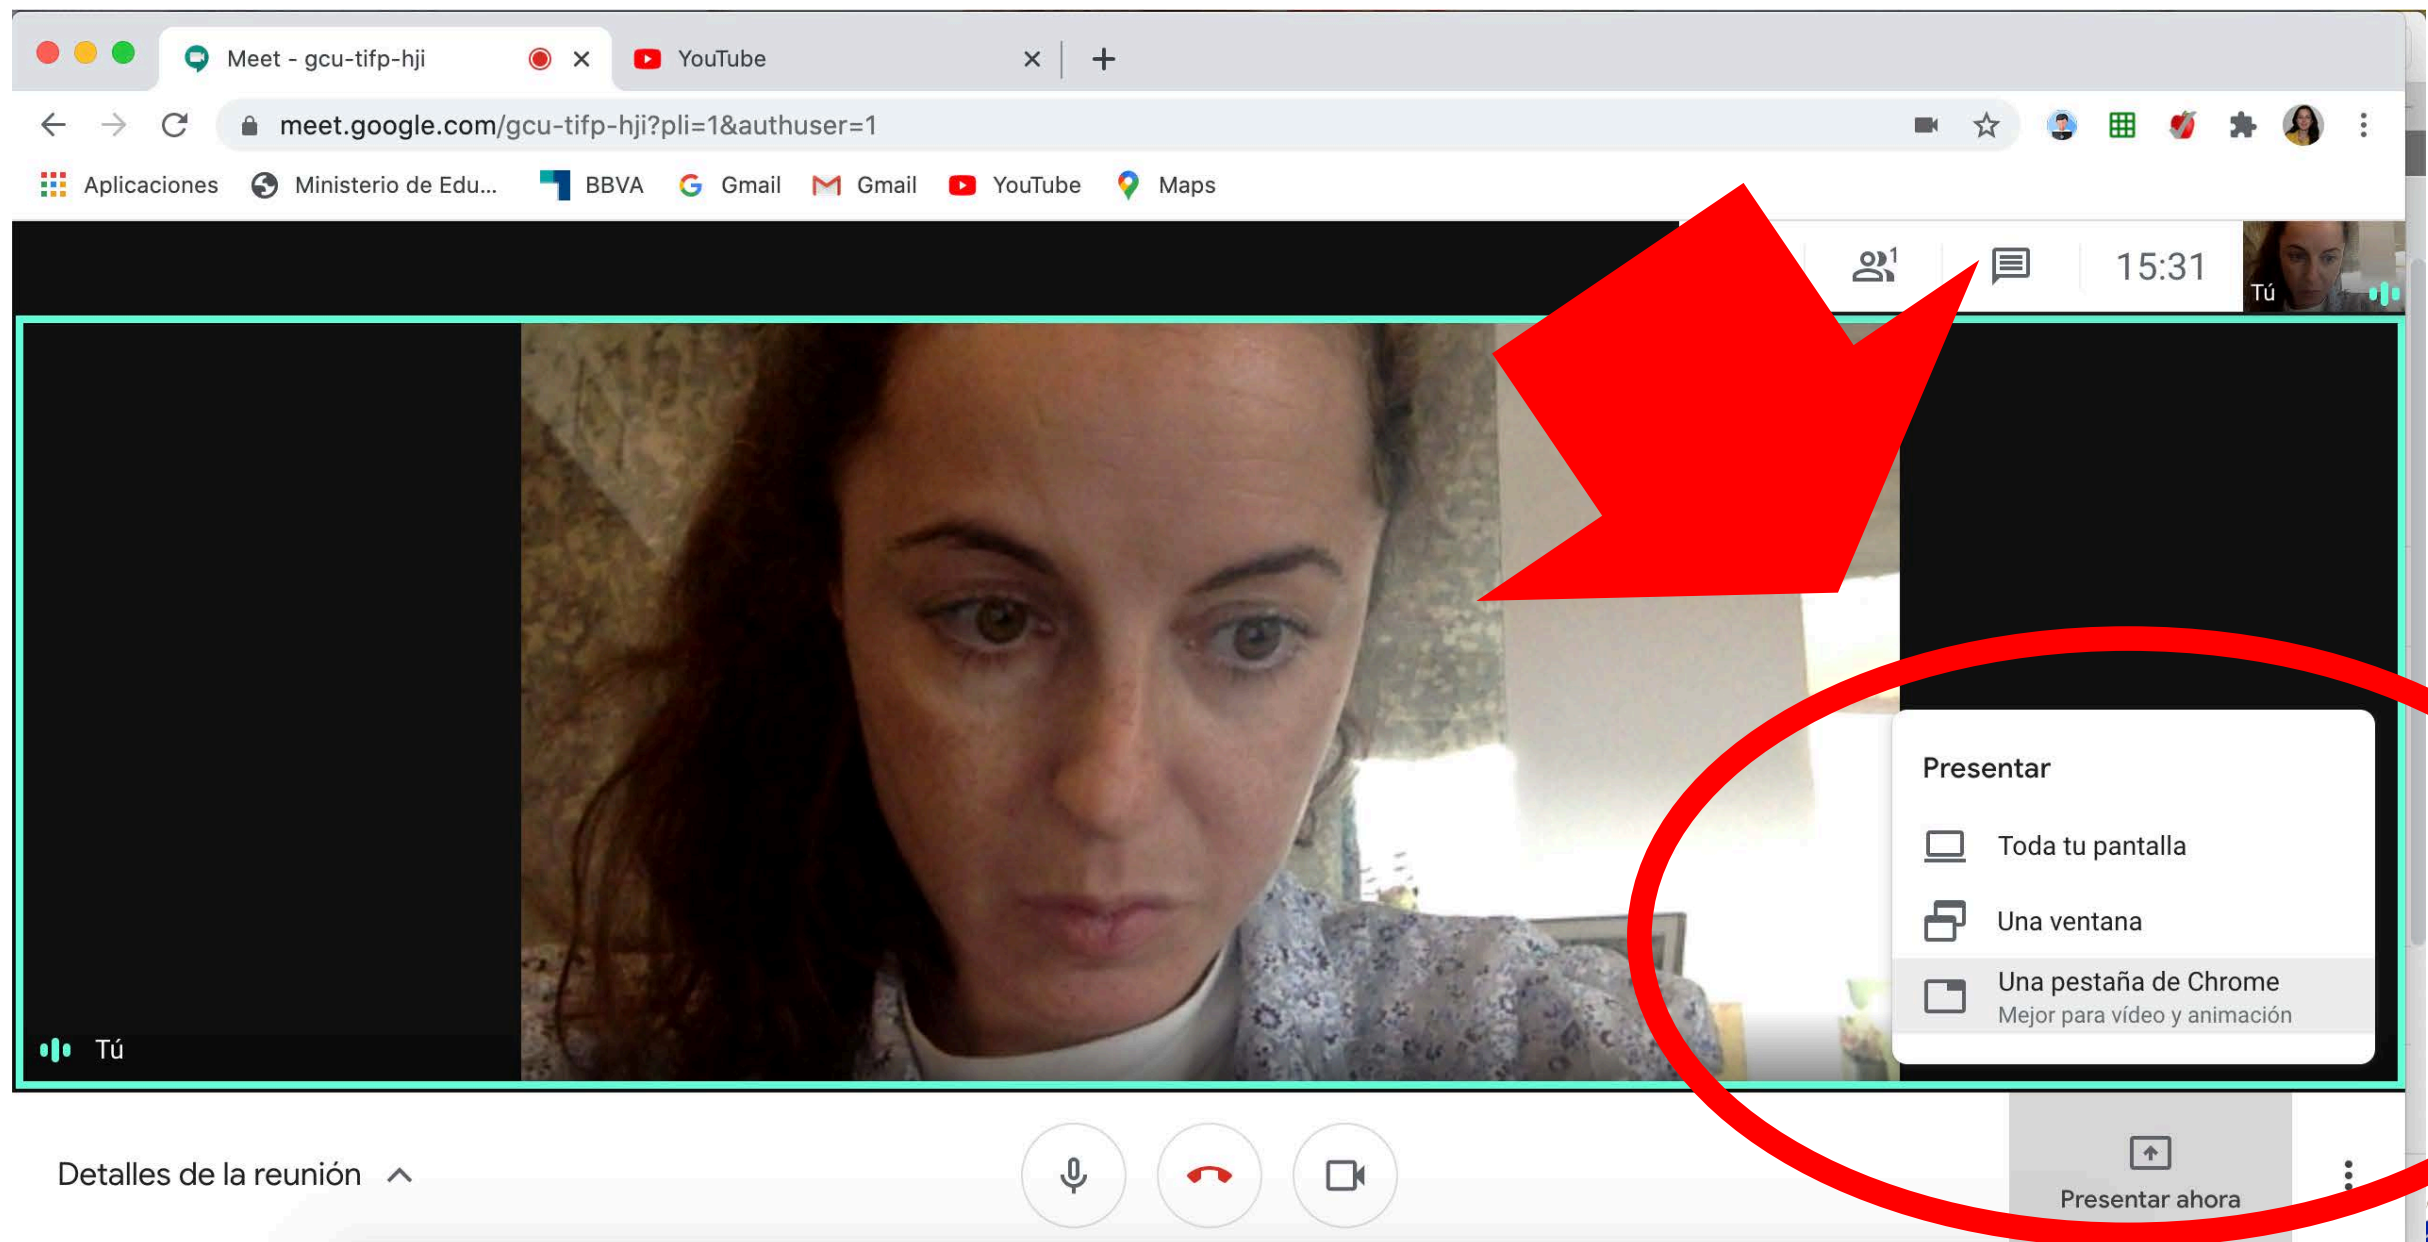 Meet - gcu-tifp-hji
YouTube
meet.google.com/gcu-tifp-hji?pli=1&authuser=1
Aplicaciones
Ministerio de Edu...
BBVA
Gmail
Gmail
YouTube
Maps
1
15:31
Tú
Presentar
Toda tu pantalla
Una ventana
Una pestaña de Chrome
Mejor para vídeo y animación
Tú
Detalles de la reunión
Presentar ahora